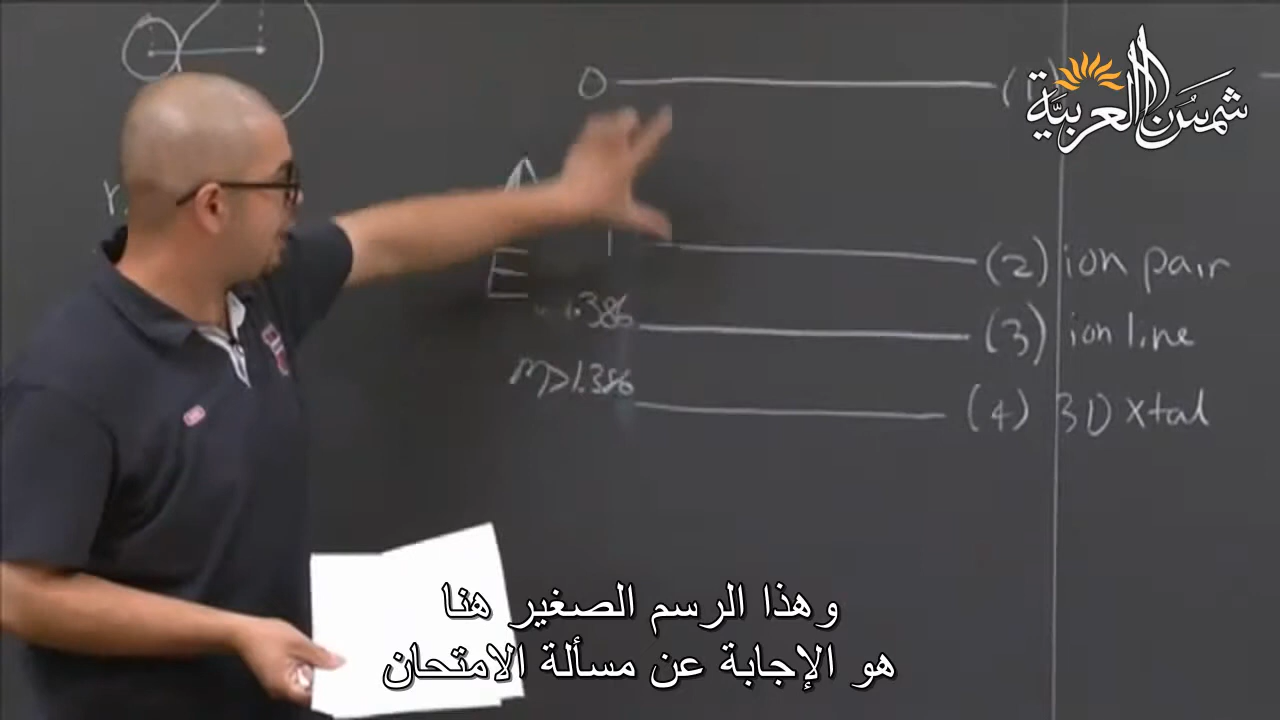 شمس العربية
0 (1)
E
(2) ion pair
1.386 (3) ion line
M>1.386 (4) 3D Xtal
وهذا الرسم الصغير هنا
هو الإجابة عن مسألة الامتحان